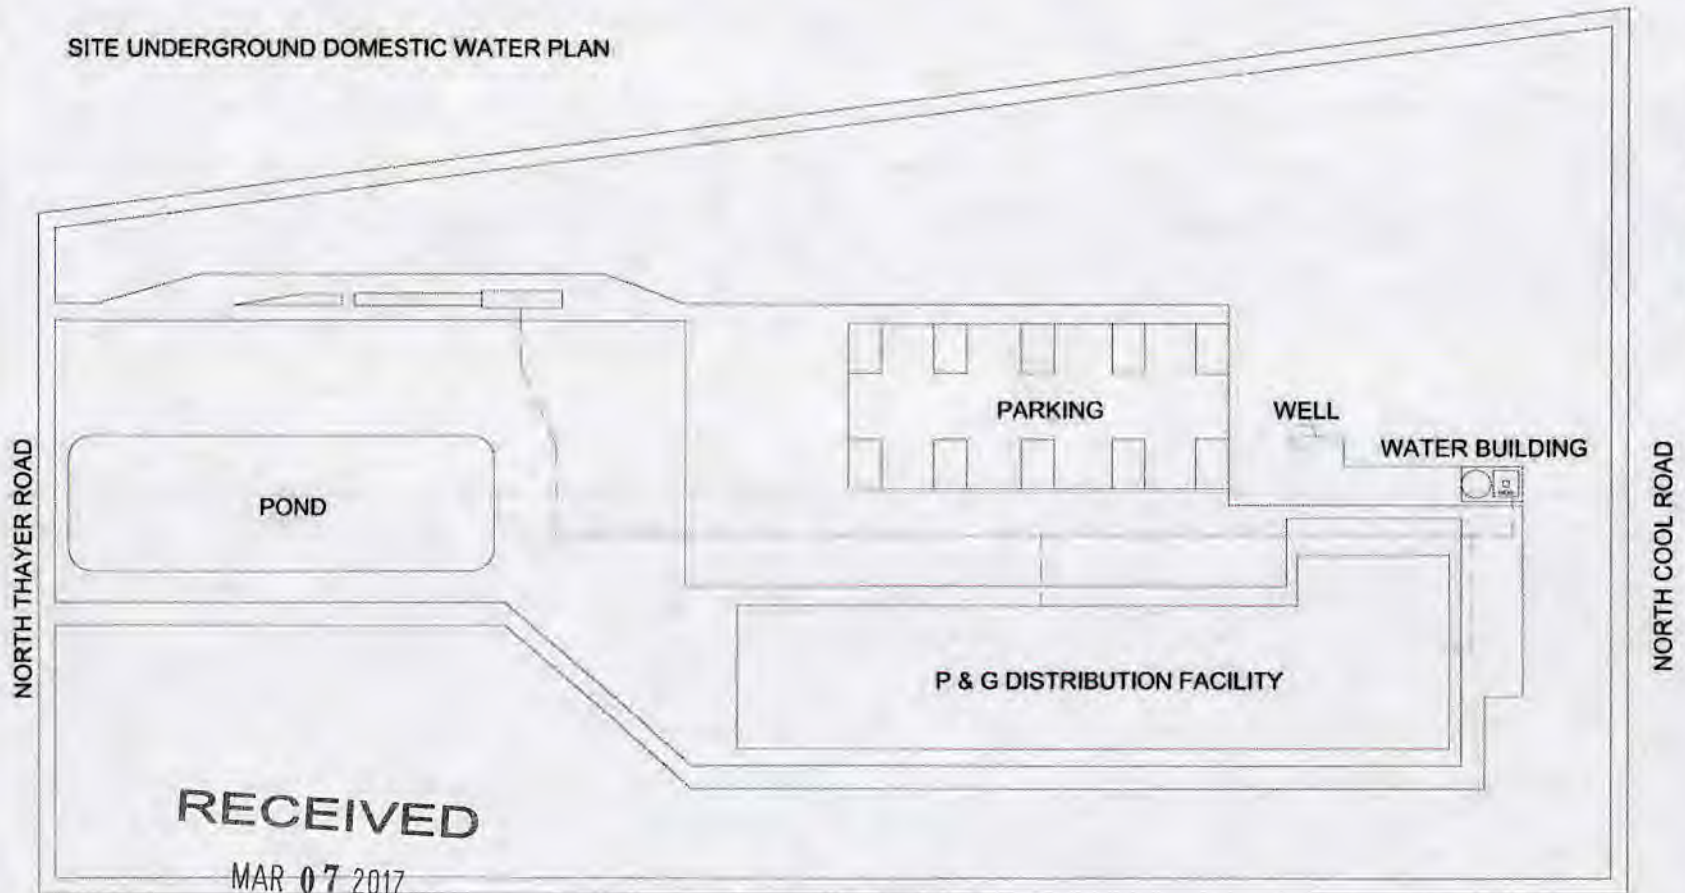 SITE UNDERGROUND DOMESTIC WATER PLAN
PARKING
WELL
WATER BUILDING
POND
NORTH THAYER ROAD
NORTH COOL ROAD
P & G DISTRIBUTION FACILITY
RECEIVED
MAR 07 2017